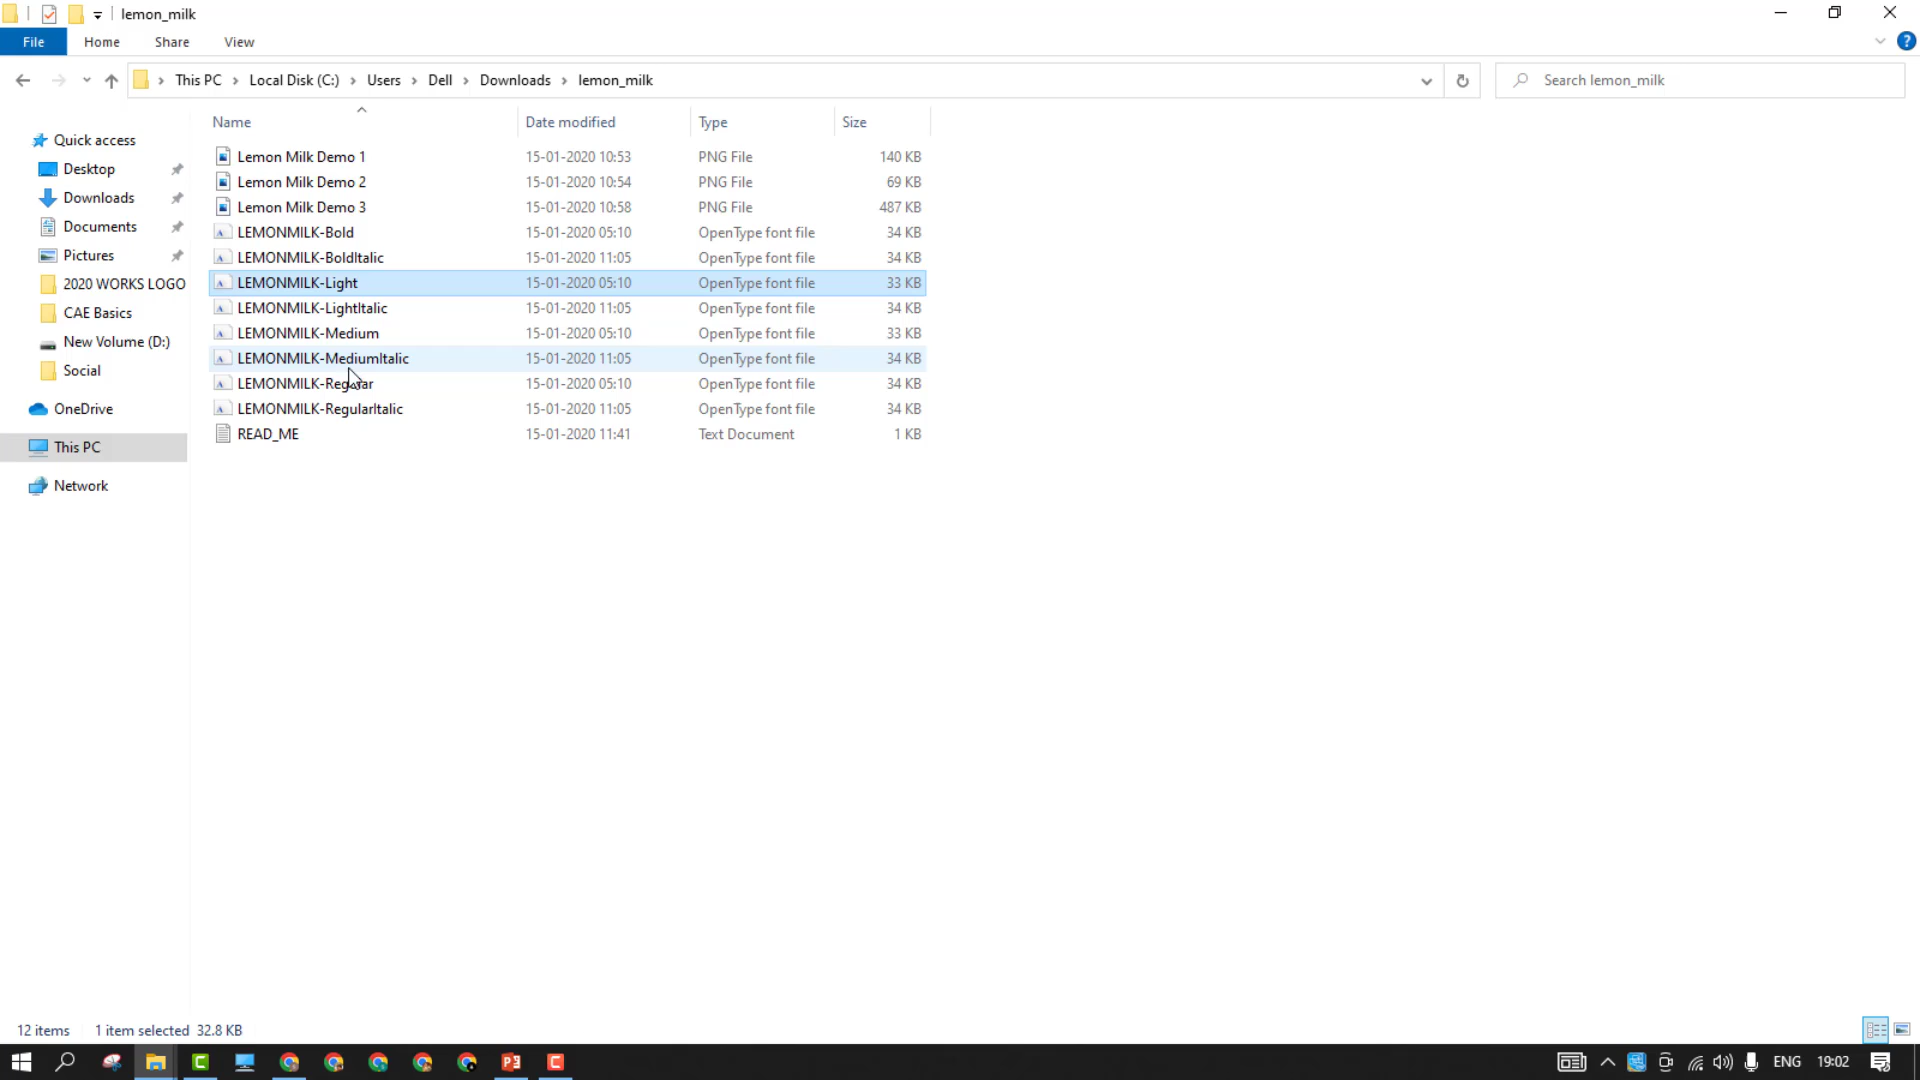 lemon_milk
File Home Share View
This PC Local Disk (C:) Users Dell Downloads lemon_milk
Search lemon_milk
Name Date modified Type Size
Quick access
Desktop
Downloads
Documents
Pictures
2020 WORKS LOGO
CAE Basics
New Volume (D:)
Social
OneDrive
This PC
Network
Lemon Milk Demo 1 15-01-2020 10:53 PNG File 140 KB
Lemon Milk Demo 2 15-01-2020 10:54 PNG File 69 KB
Lemon Milk Demo 3 15-01-2020 10:58 PNG File 487 KB
LEMONMILK-Bold 15-01-2020 05:10 OpenType font file 34 KB
LEMONMILK-BoldItalic 15-01-2020 11:05 OpenType font file 34 KB
LEMONMILK-Light 15-01-2020 05:10 OpenType font file 33 KB
LEMONMILK-LightItalic 15-01-2020 11:05 OpenType font file 34 KB
LEMONMILK-Medium 15-01-2020 05:10 OpenType font file 33 KB
LEMONMILK-MediumItalic 15-01-2020 11:05 OpenType font file 34 KB
LEMONMILK-Regular 15-01-2020 05:10 OpenType font file 34 KB
LEMONMILK-RegularItalic 15-01-2020 11:05 OpenType font file 34 KB
READ_ME 15-01-2020 11:41 Text Document 1 KB
12 items 1 item selected 32.8 KB
ENG 19:02